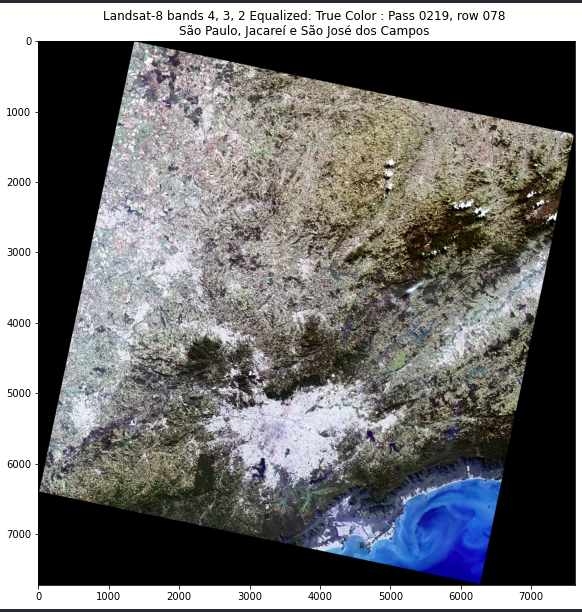 Landsat-8 bands 4, 3, 2 Equalized: True Color : Pass 0219, row 078
São Paulo, Jacareí e São José dos Campos
0
1000
2000
3000
4000
5000
6000
7000
0 1000 2000 3000 4000 5000 6000 7000